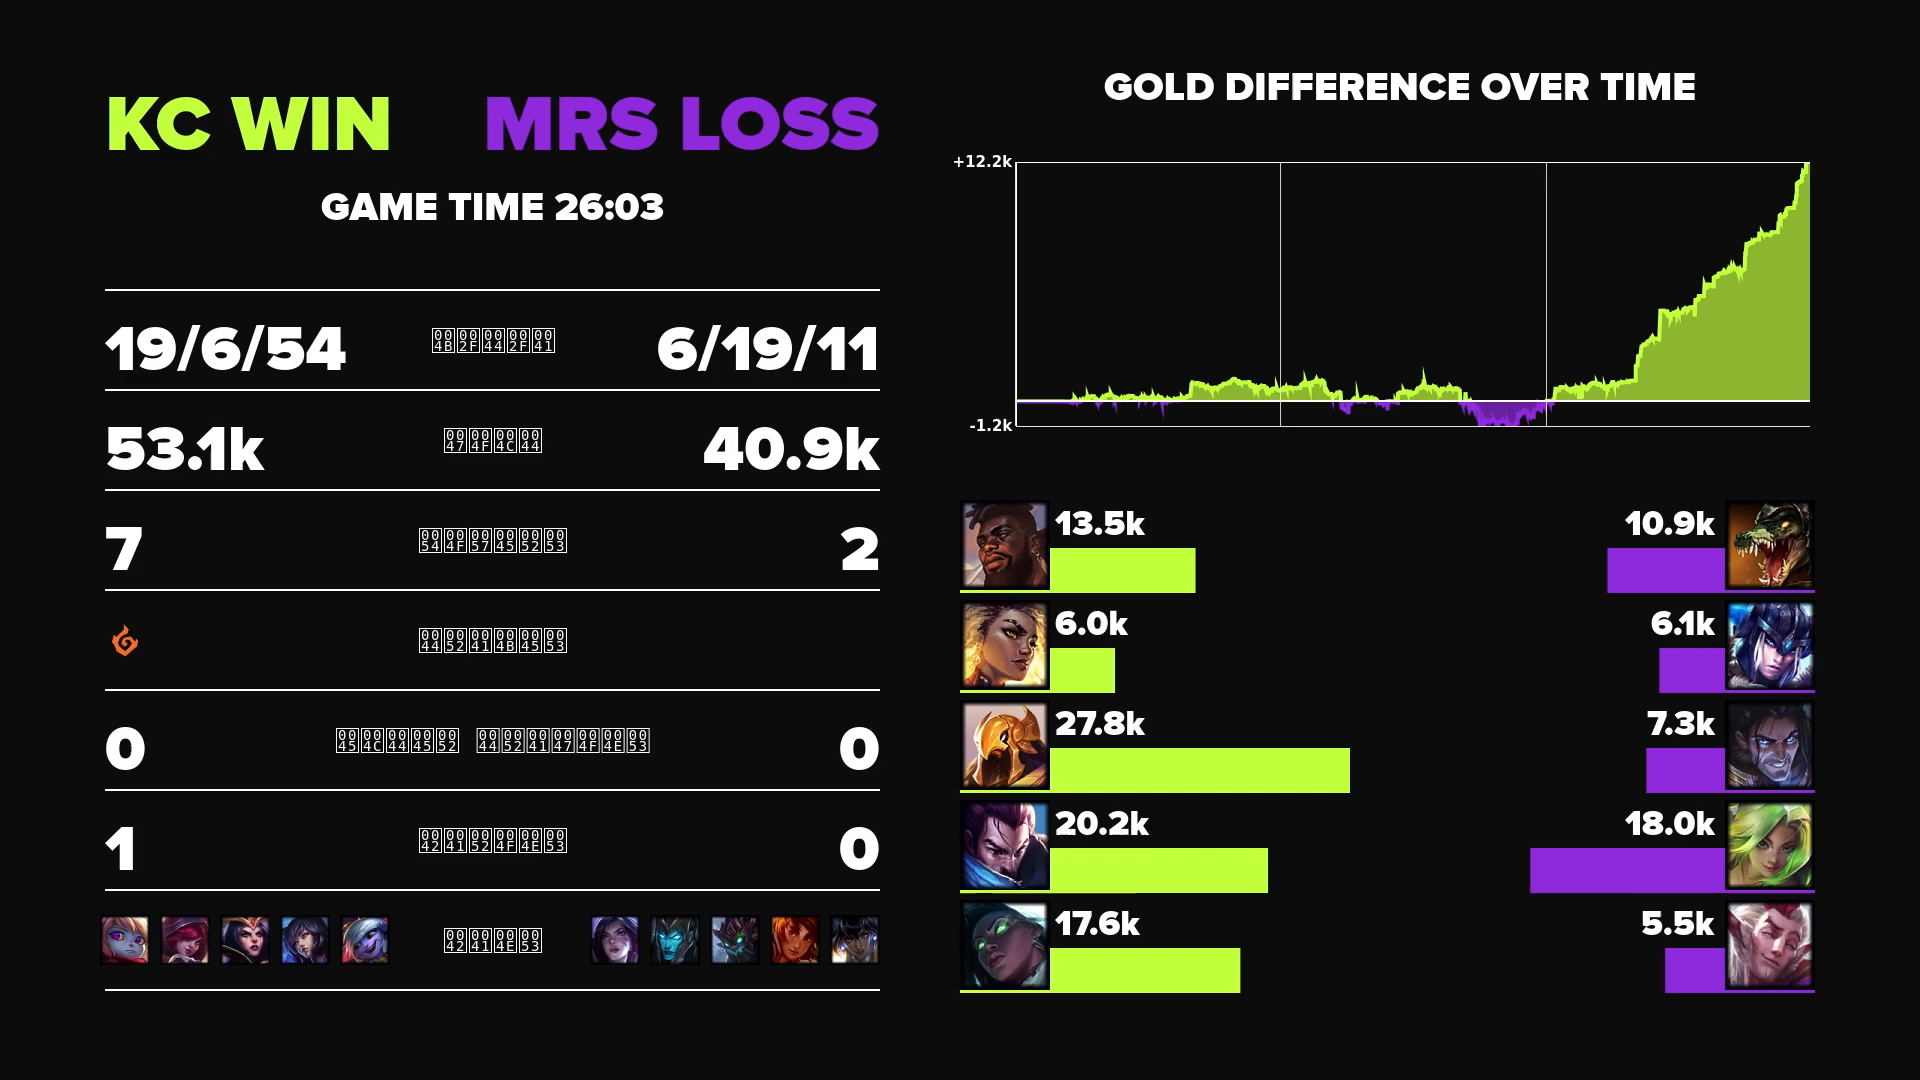 KC WIN MRS LOSS
GAME TIME 26:03
19/6/54 6/19/11
53.1k 40.9k
7 2
0 0
1 0
GOLD DIFFERENCE OVER TIME
+12.2k
-1.2k
13.5k 10.9k
6.0k 6.1k
27.8k 7.3k
20.2k 18.0k
17.6k 5.5k